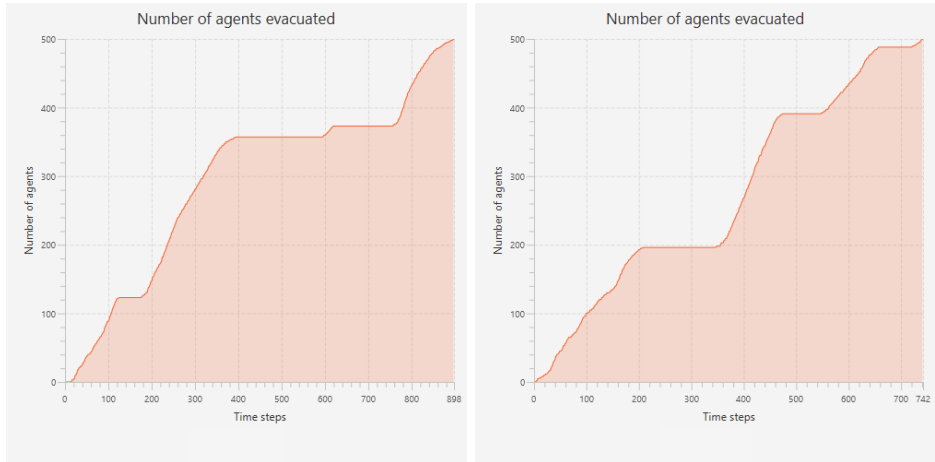 Number of agents evacuated
500
400
300
200
100
0
Number of agents
0 100 200 300 400 500 600 700 800 898
Time steps
Number of agents evacuated
500
400
300
200
100
0
Number of agents
0 100 200 300 400 500 600 700 742
Time steps